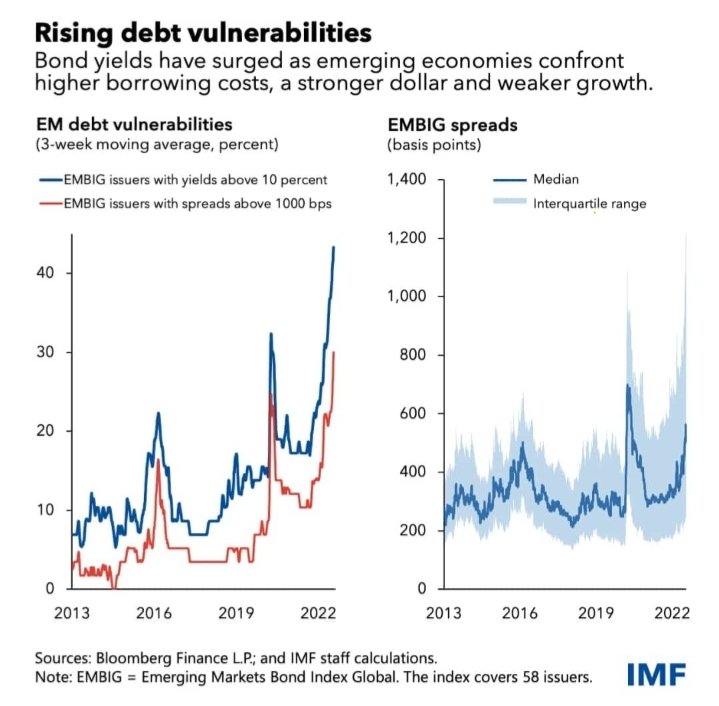 Rising debt vulnerabilities
Bond yields have surged as emerging economies confront
higher borrowing costs, a stronger dollar and weaker growth.
EM debt vulnerabilities
(3-week moving average, percent)
EMBIG issuers with yields above 10 percent
EMBIG issuers with spreads above 1000 bps
40
30
20
10
0
2013 2016 2019 2022
EMBIG spreads
(basis points)
Median
Interquartile range
1,400
1,200
1,000
800
600
400
200
0
2013 2016 2019 2022
Sources: Bloomberg Finance L.P.; and IMF staff calculations.
Note: EMBIG = Emerging Markets Bond Index Global. The index covers 58 issuers.
IMF